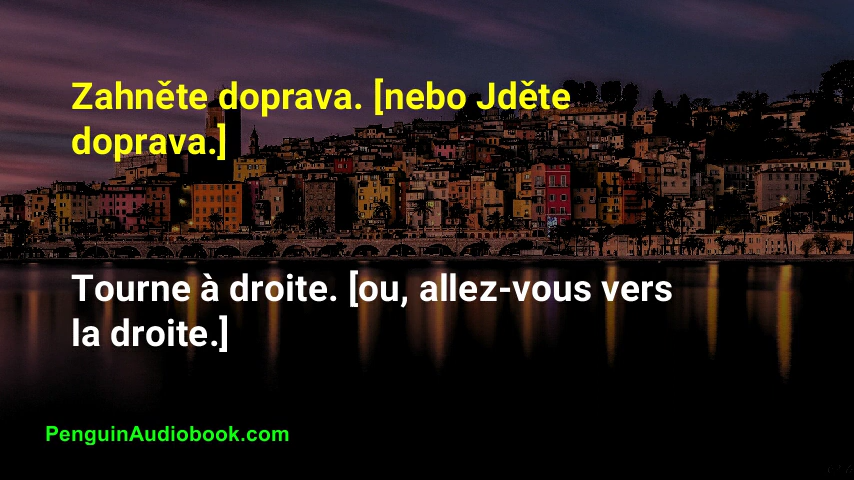 Zahněte doprava. [nebo Jděte
doprava.]
Tourne à droite. [ou, allez-vous vers
la droite.]
PenguinAudiobook.com